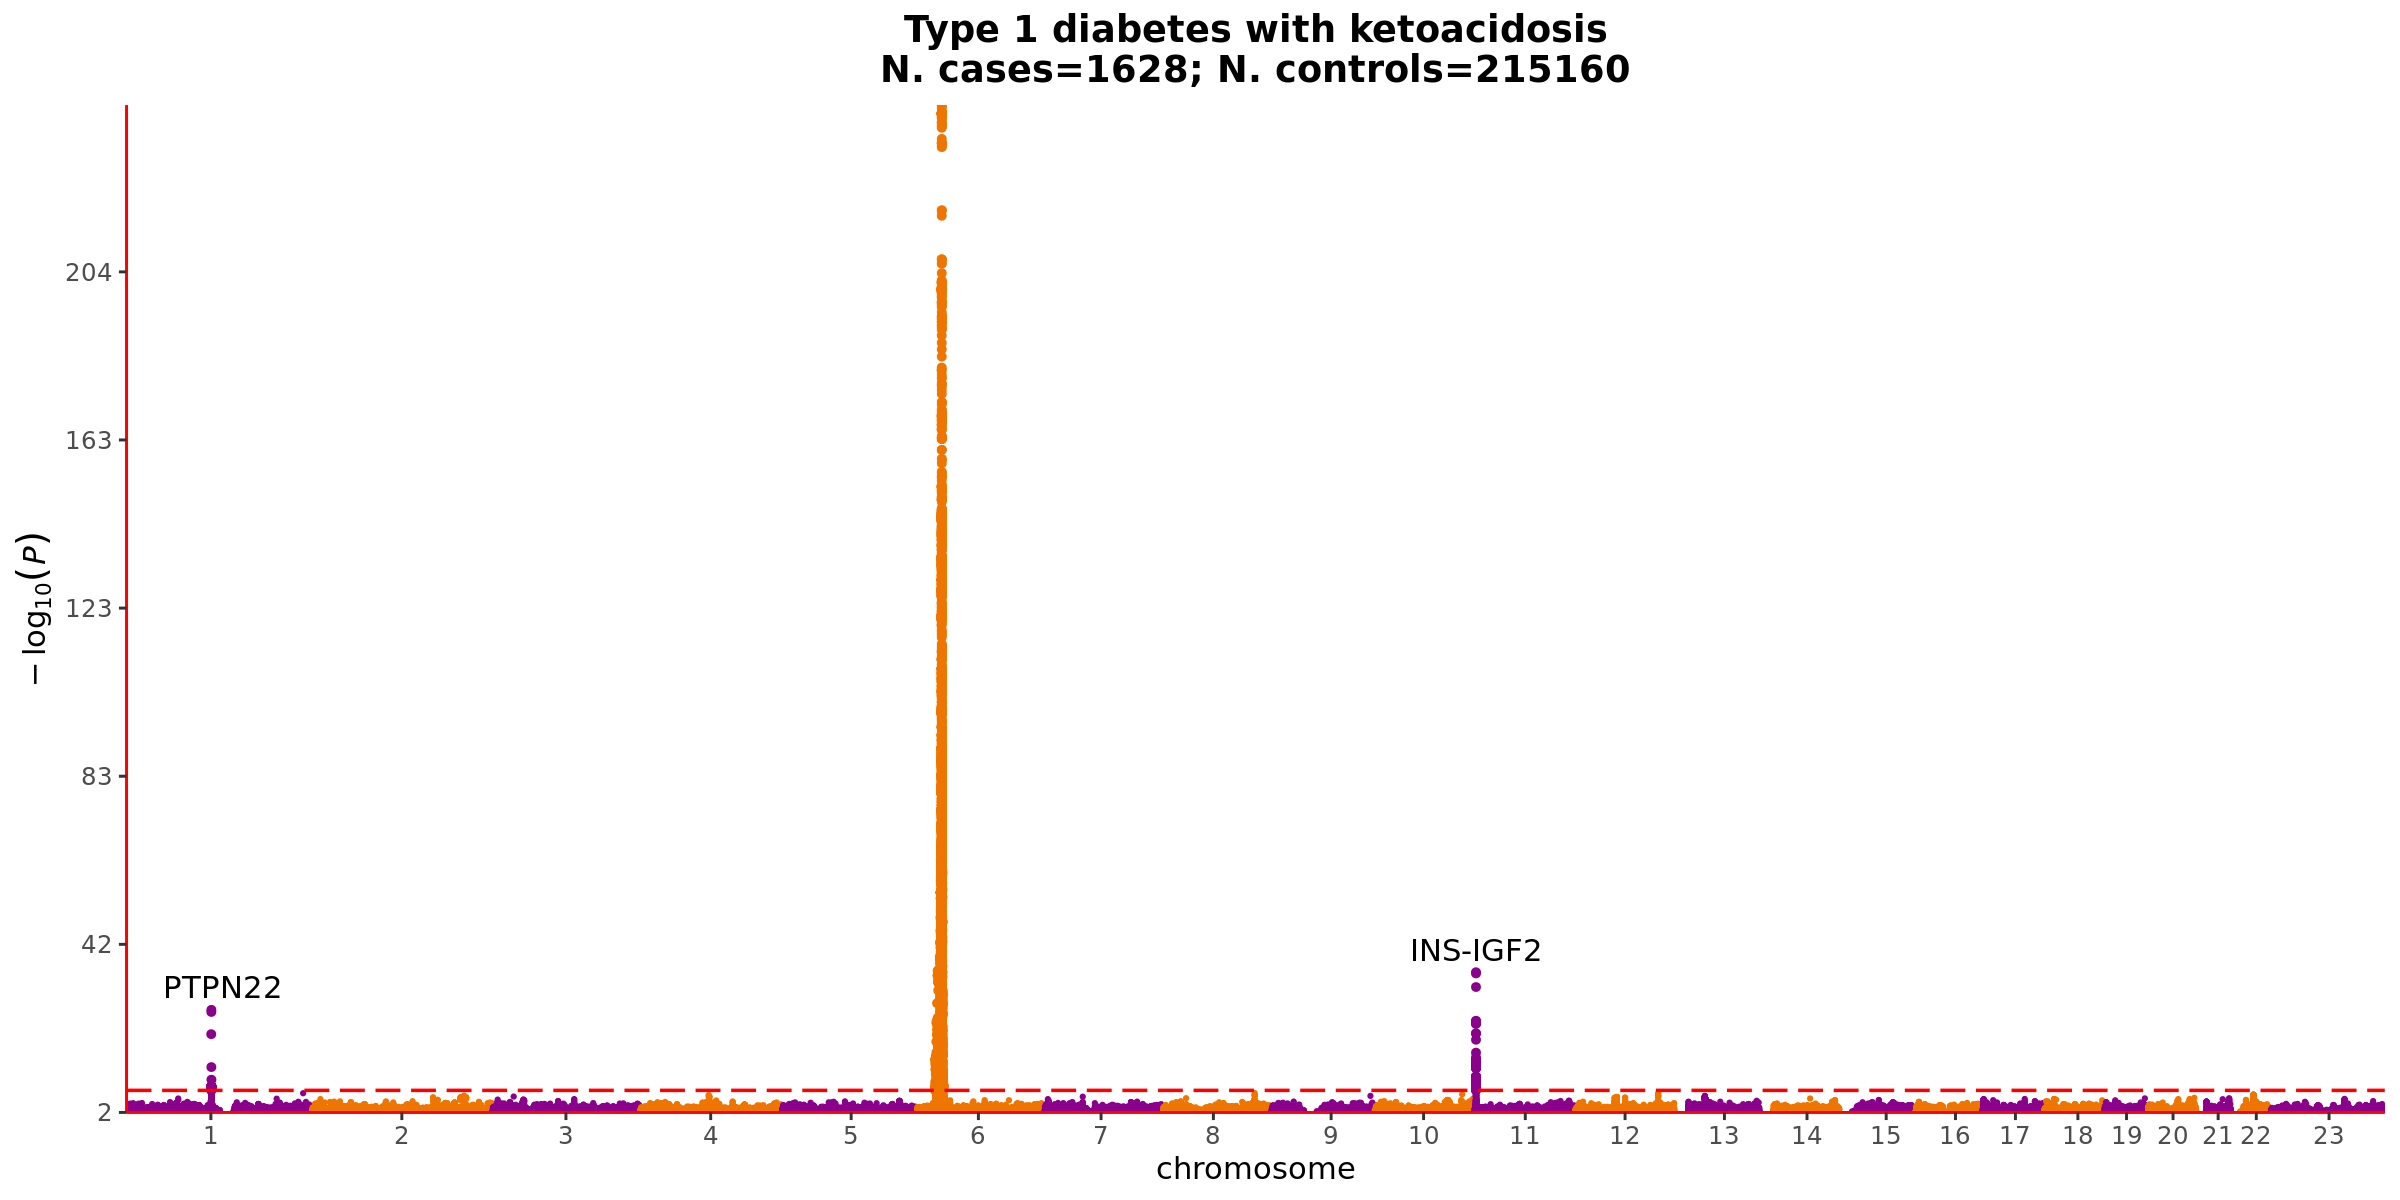 Type 1 diabetes with ketoacidosis
N. cases=1628; N. controls=215160
−log10(P)
204
163
123
83
42
2
PTPN22
INS-IGF2
1 2 3 4 5 6 7 8 9 10 11 12 13 14 15 16 17 18 19 20 21 22 23
chromosome